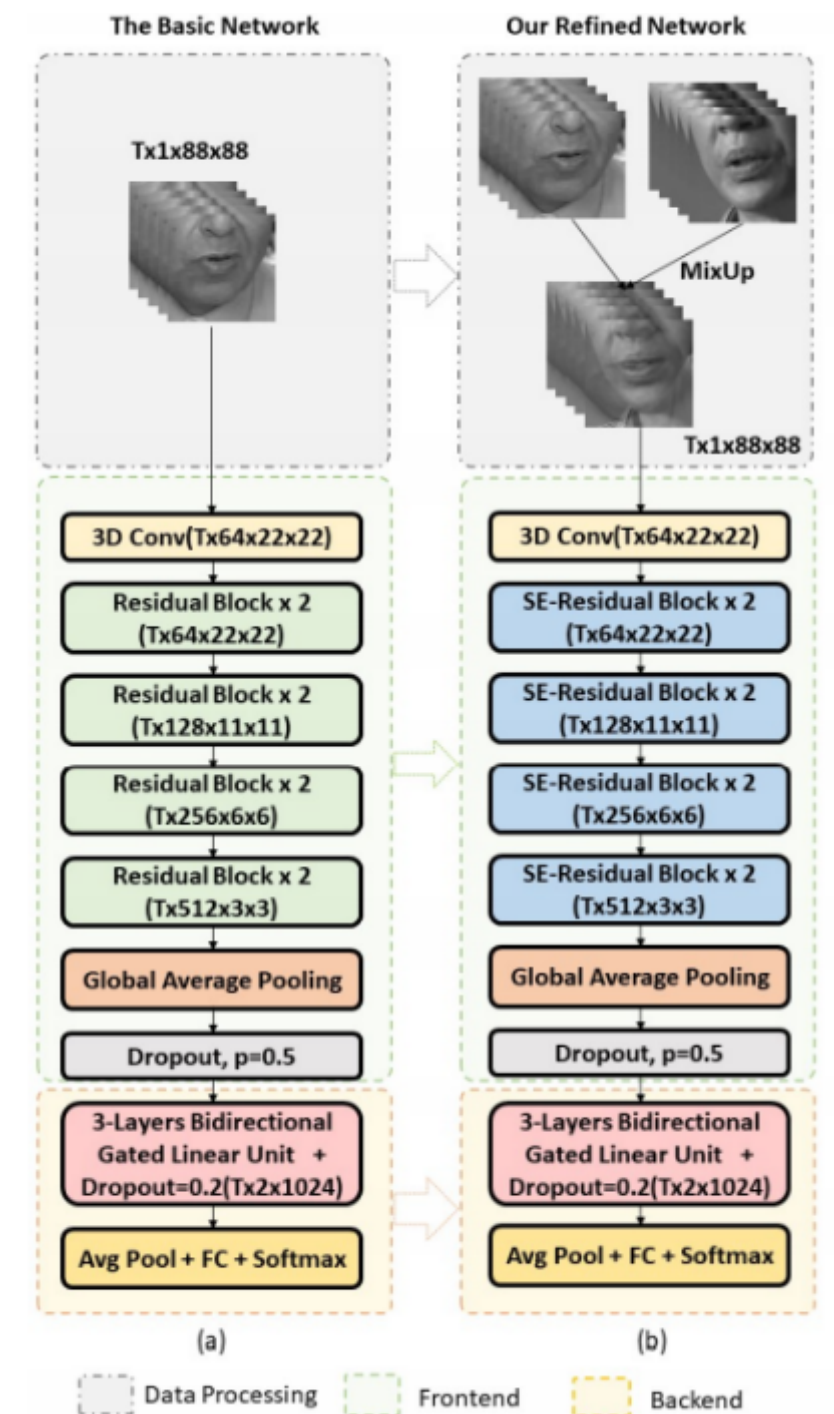 The Basic Network
Tx1x88x88
3D Conv(Tx64x22x22)
Residual Block x 2
(Tx64x22x22)
Residual Block x 2
(Tx128x11x11)
Residual Block x 2
(Tx256x6x6)
Residual Block x 2
(Tx512x3x3)
Global Average Pooling
Dropout, p=0.5
3-Layers Bidirectional
Gated Linear Unit +
Dropout=0.2(Tx2x1024)
Avg Pool + FC + Softmax
(a)
Our Refined Network
MixUp
Tx1x88x88
3D Conv(Tx64x22x22)
SE-Residual Block x 2
(Tx64x22x22)
SE-Residual Block x 2
(Tx128x11x11)
SE-Residual Block x 2
(Tx256x6x6)
SE-Residual Block x 2
(Tx512x3x3)
Global Average Pooling
Dropout, p=0.5
3-Layers Bidirectional
Gated Linear Unit +
Dropout=0.2(Tx2x1024)
Avg Pool + FC + Softmax
(b)
Data Processing
Frontend
Backend